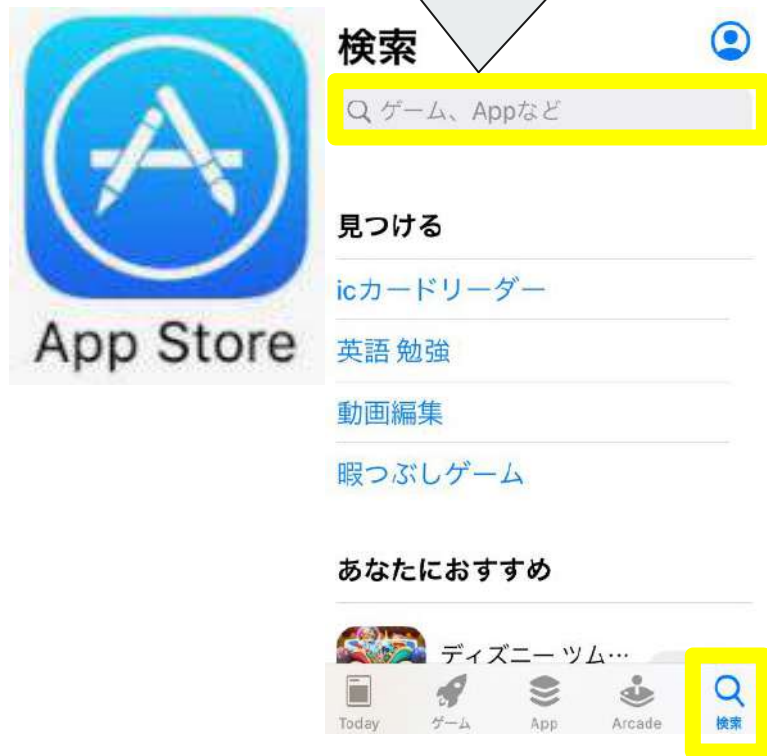 App Store
検索
ゲーム、Appなど
見つける
icカードリーダー
英語 勉強
動画編集
暇つぶしゲーム
あなたにおすすめ
ディズニー ツム…
Today
ゲーム
App
Arcade
検索